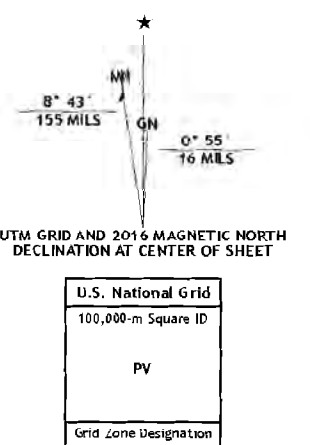 ★
MN
GN
8° 43´
155 MILS
0° 55´
16 MILS
UTM GRID AND 2016 MAGNETIC NORTH
DECLINATION AT CENTER OF SHEET
U.S. National Grid
100,000-m Square ID
PV
Grid Zone Designation